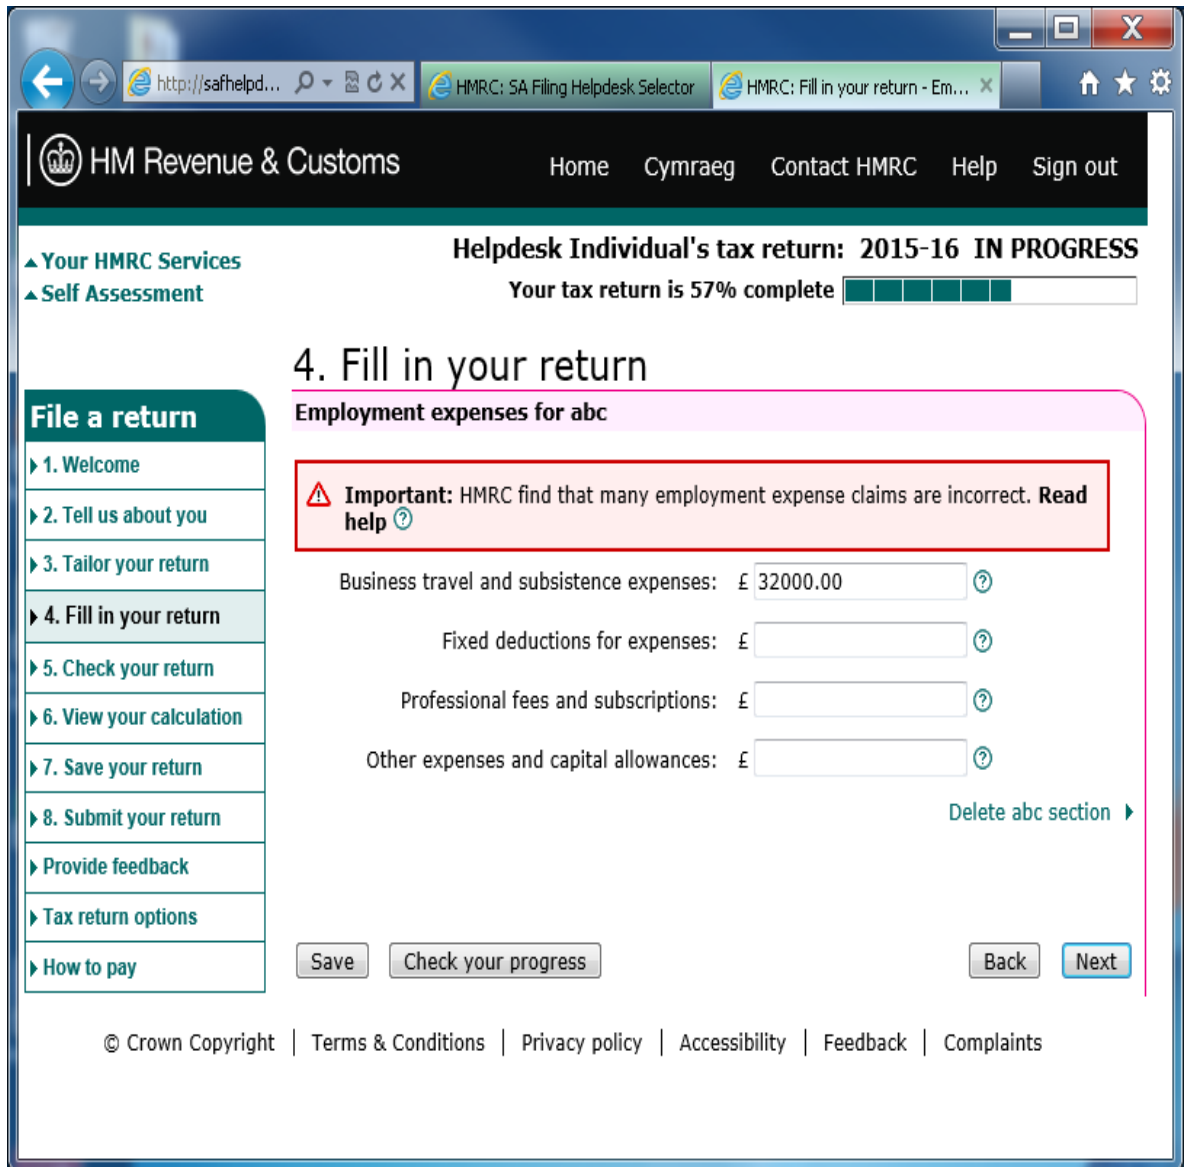 http://safhelpd...
HMRC: SA Filing Helpdesk Selector
HMRC: Fill in your return - Em...
HM Revenue & Customs
Home Cymraeg Contact HMRC Help Sign out
Your HMRC Services
Self Assessment
Helpdesk Individual's tax return: 2015-16 IN PROGRESS
Your tax return is 57% complete
4. Fill in your return
File a return
1. Welcome
2. Tell us about you
3. Tailor your return
4. Fill in your return
5. Check your return
6. View your calculation
7. Save your return
8. Submit your return
Provide feedback
Tax return options
How to pay
Employment expenses for abc
Important: HMRC find that many employment expense claims are incorrect. Read
help ?
Business travel and subsistence expenses: £ 32000.00 ?
Fixed deductions for expenses: £ ?
Professional fees and subscriptions: £ ?
Other expenses and capital allowances: £ ?
Delete abc section
Save Check your progress Back Next
© Crown Copyright | Terms & Conditions | Privacy policy | Accessibility | Feedback | Complaints